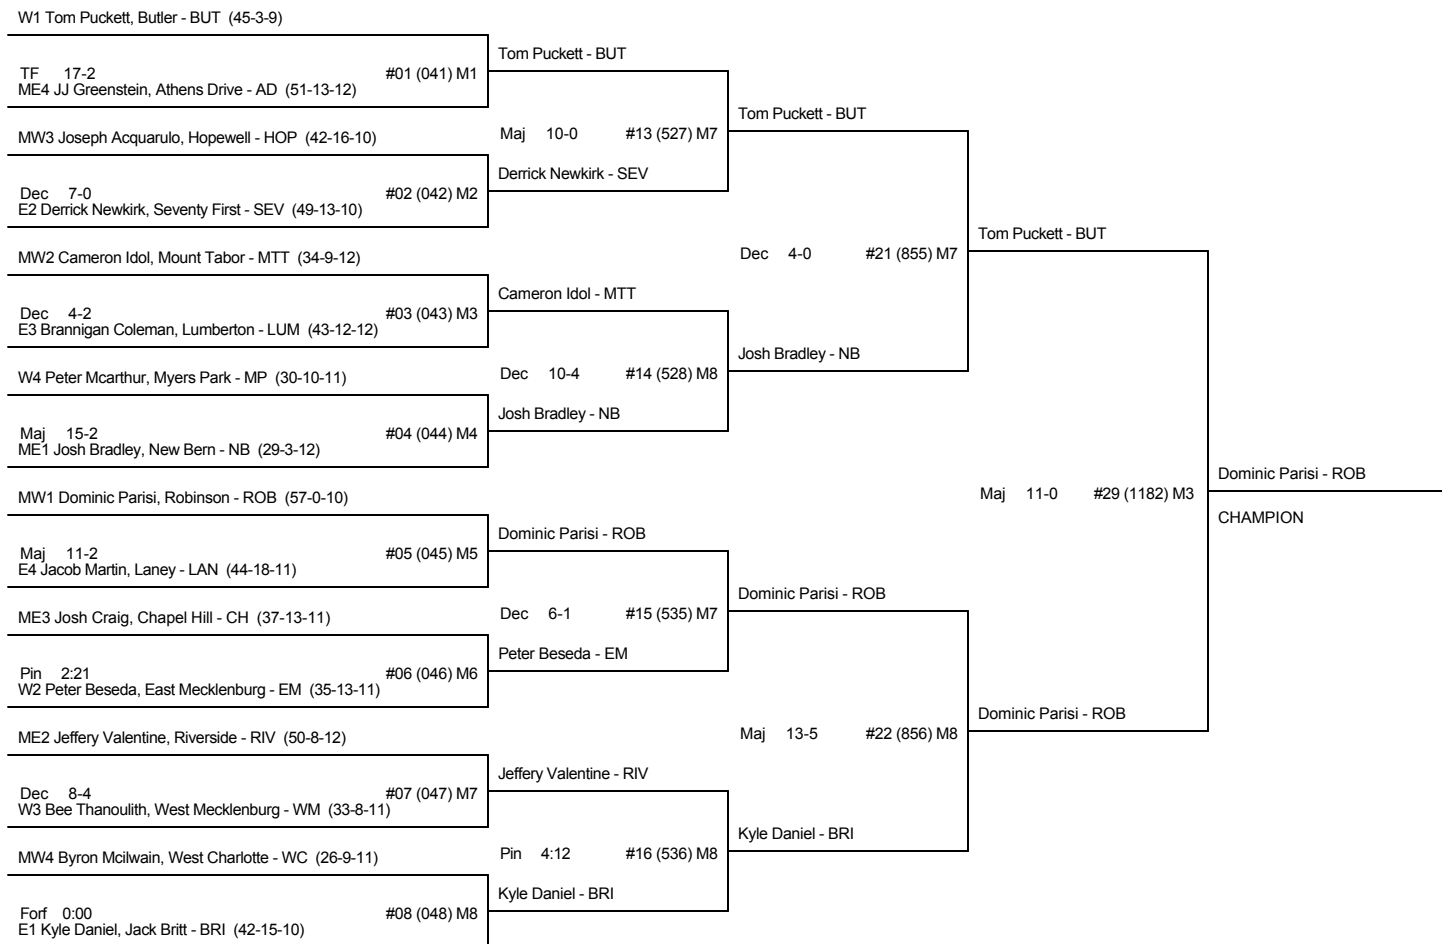 W1 Tom Puckett, Butler - BUT (45-3-9)
Tom Puckett - BUT
TF 17-2 #01 (041) M1
ME4 JJ Greenstein, Athens Drive - AD (51-13-12)
Tom Puckett - BUT
MW3 Joseph Acquarulo, Hopewell - HOP (42-16-10)
Maj 10-0 #13 (527) M7
Derrick Newkirk - SEV
Dec 7-0 #02 (042) M2
E2 Derrick Newkirk, Seventy First - SEV (49-13-10)
Tom Puckett - BUT
MW2 Cameron Idol, Mount Tabor - MTT (34-9-12)
Dec 4-0 #21 (855) M7
Cameron Idol - MTT
Dec 4-2 #03 (043) M3
E3 Brannigan Coleman, Lumberton - LUM (43-12-12)
Josh Bradley - NB
W4 Peter Mcarthur, Myers Park - MP (30-10-11)
Dec 10-4 #14 (528) M8
Josh Bradley - NB
Maj 15-2 #04 (044) M4
ME1 Josh Bradley, New Bern - NB (29-3-12)
Dominic Parisi - ROB
MW1 Dominic Parisi, Robinson - ROB (57-0-10)
Maj 11-0 #29 (1182) M3
CHAMPION
Dominic Parisi - ROB
Maj 11-2 #05 (045) M5
E4 Jacob Martin, Laney - LAN (44-18-11)
Dominic Parisi - ROB
ME3 Josh Craig, Chapel Hill - CH (37-13-11)
Dec 6-1 #15 (535) M7
Peter Beseda - EM
Pin 2:21 #06 (046) M6
W2 Peter Beseda, East Mecklenburg - EM (35-13-11)
Dominic Parisi - ROB
ME2 Jeffery Valentine, Riverside - RIV (50-8-12)
Maj 13-5 #22 (856) M8
Jeffery Valentine - RIV
Dec 8-4 #07 (047) M7
W3 Bee Thanoulith, West Mecklenburg - WM (33-8-11)
Kyle Daniel - BRI
MW4 Byron Mcilwain, West Charlotte - WC (26-9-11)
Pin 4:12 #16 (536) M8
Kyle Daniel - BRI
Forf 0:00 #08 (048) M8
E1 Kyle Daniel, Jack Britt - BRI (42-15-10)